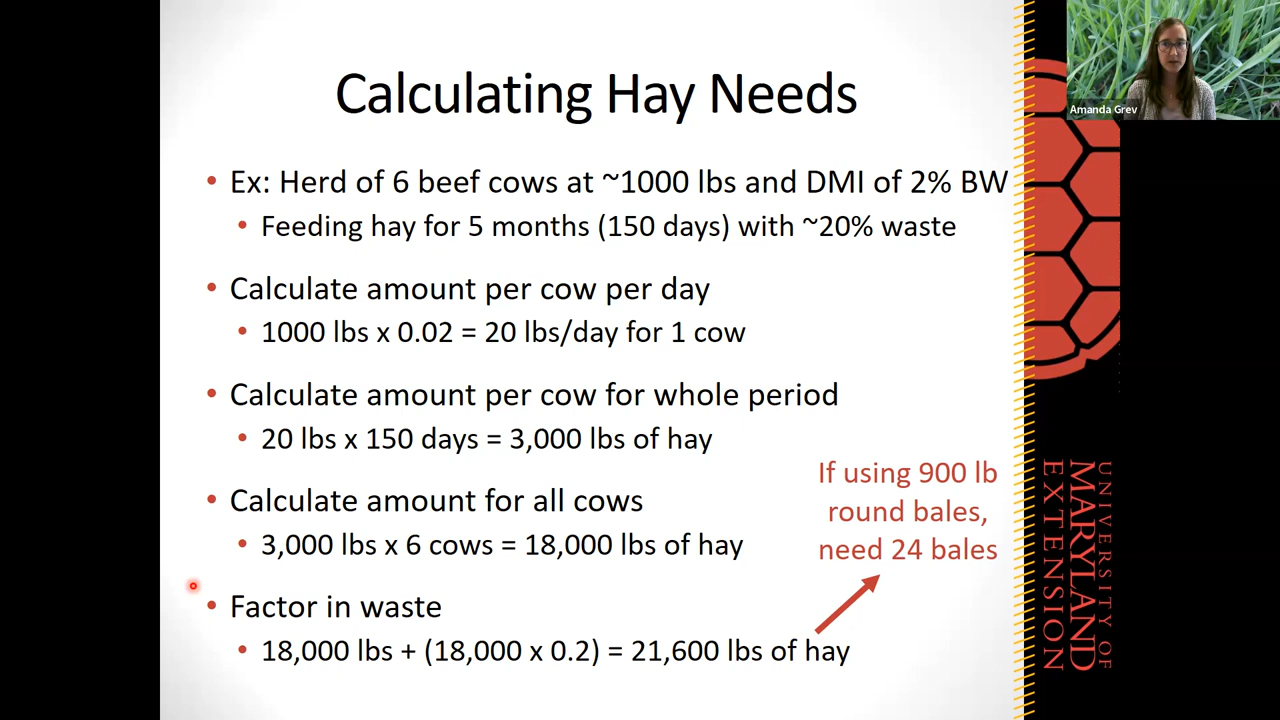 Calculating Hay Needs
Ex: Herd of 6 beef cows at ~1000 lbs and DMI of 2% BW
Feeding hay for 5 months (150 days) with ~20% waste
Calculate amount per cow per day
1000 lbs x 0.02 = 20 lbs/day for 1 cow
Calculate amount per cow for whole period
20 lbs x 150 days = 3,000 lbs of hay
Calculate amount for all cows
3,000 lbs x 6 cows = 18,000 lbs of hay
Factor in waste
18,000 lbs + (18,000 x 0.2) = 21,600 lbs of hay
If using 900 lb
round bales,
need 24 bales
Amanda Grev
UNIVERSITY OF
MARYLAND
EXTENSION